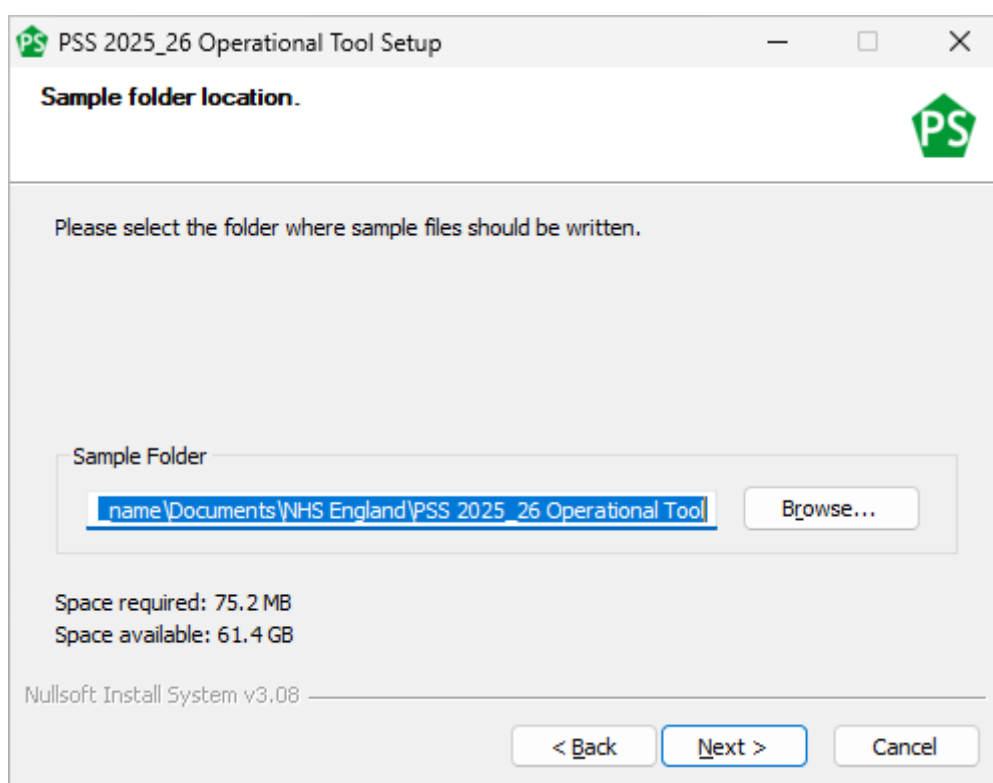 PS PSS 2025_26 Operational Tool Setup
Sample folder location.
PS
Please select the folder where sample files should be written.
Sample Folder
_name\Documents\NHS England\PSS 2025_26 Operational Tool
Browse...
Space required: 75.2 MB
Space available: 61.4 GB
Nullsoft Install System v3.08
< Back Next > Cancel